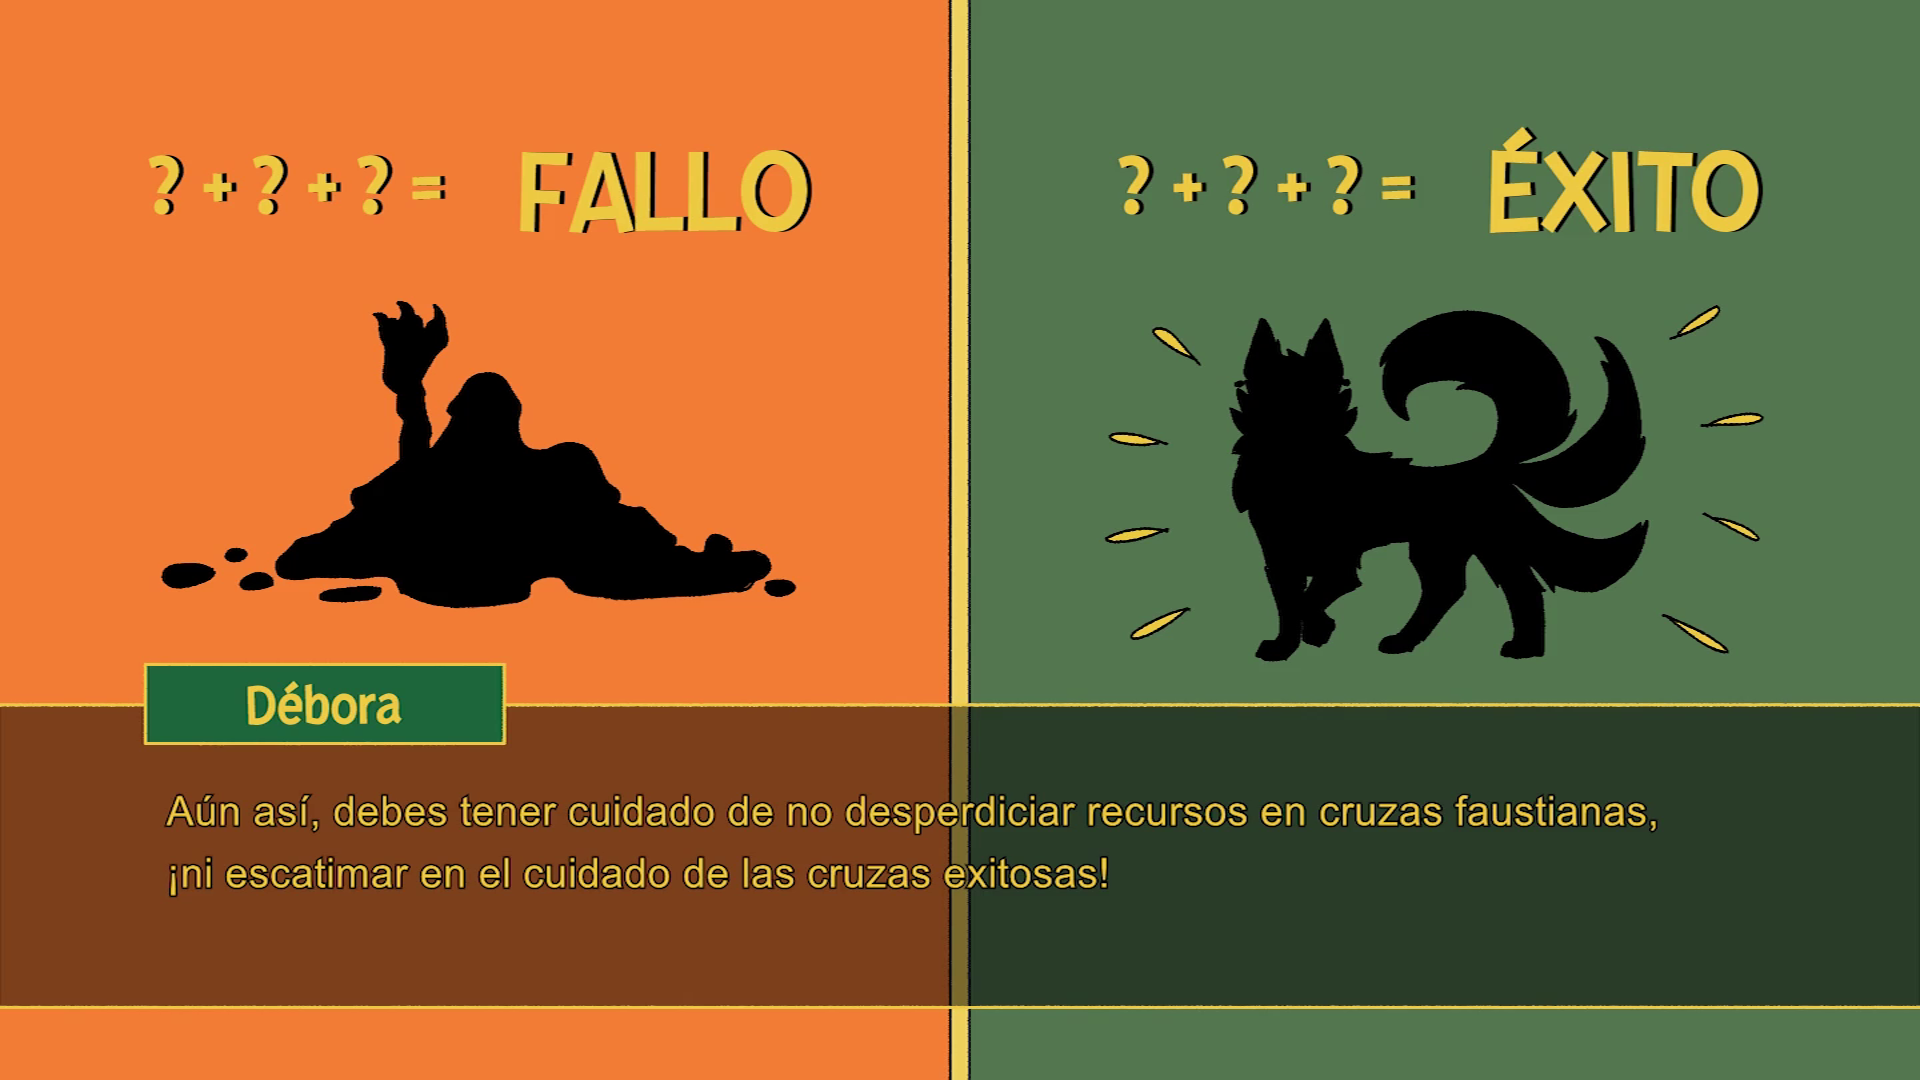 ? + ? + ? = FALLO
? + ? + ? = ÉXITO
Débora
Aún así, debes tener cuidado de no desperdiciar recursos en cruzas faustianas,
¡ni escatimar en el cuidado de las cruzas exitosas!